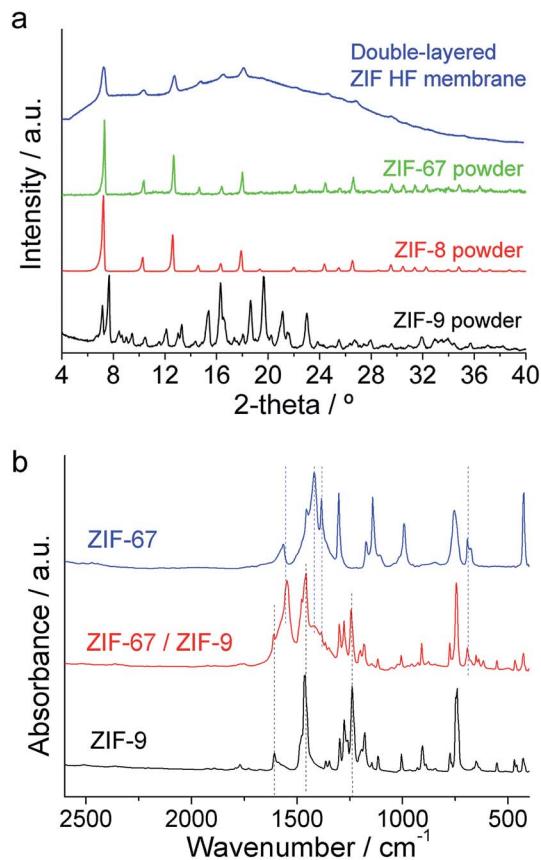 a
Double-layered
ZIF HF membrane
ZIF-67 powder
ZIF-8 powder
ZIF-9 powder
Intensity / a.u.
4 8 12 16 20 24 28 32 36 40
2-theta / º
b
ZIF-67
ZIF-67 / ZIF-9
ZIF-9
Absorbance / a.u.
2500 2000 1500 1000 500
Wavenumber / cm⁻¹